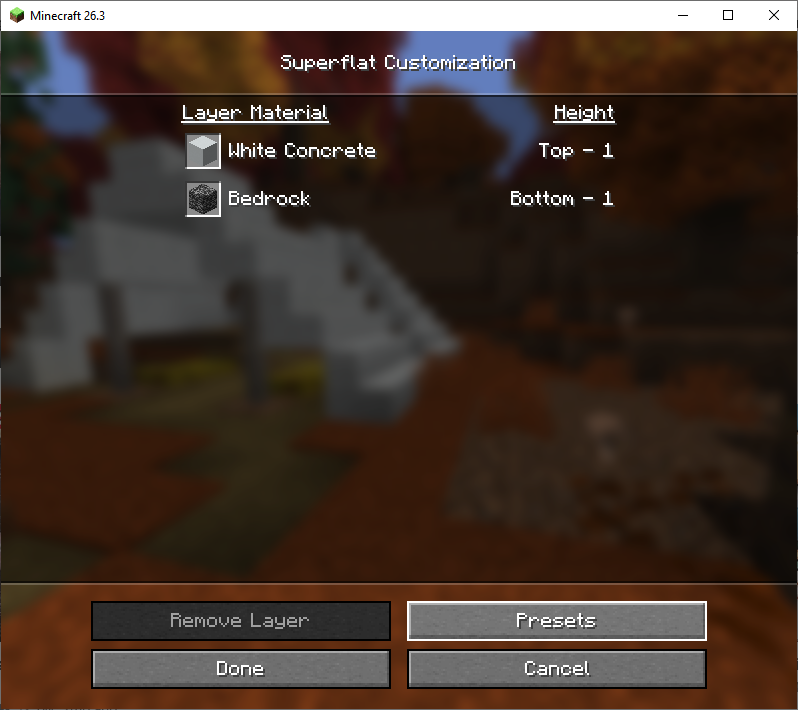 Minecraft 26.3
Superflat Customization
Layer Material Height
White Concrete Top - 1
Bedrock Bottom - 1
Remove Layer Presets
Done Cancel